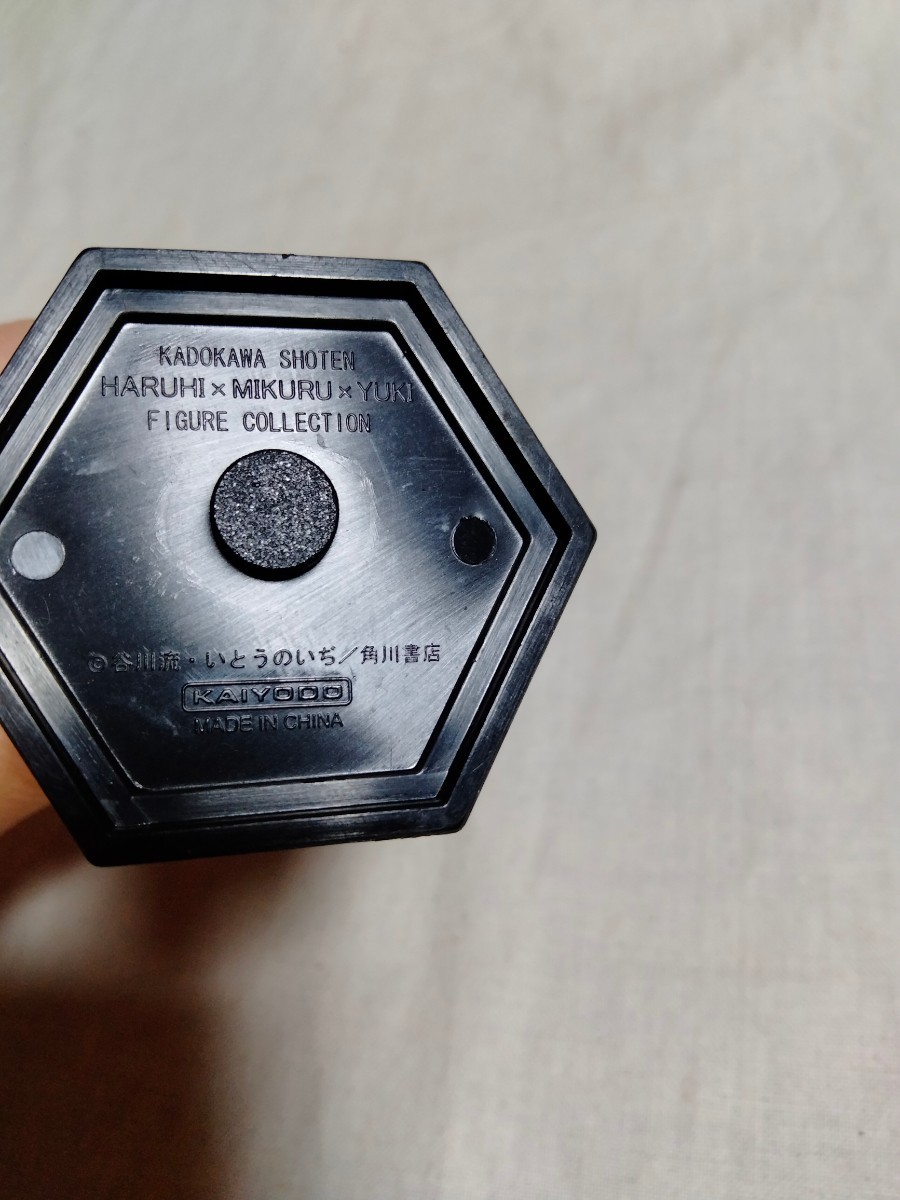 KADOKAWA SHOTEN
HARUHI×MIKURU×YUKI
FIGURE COLLECTION
©谷川流・いとうのいぢ／角川書店
KAIYODO
MADE IN CHINA